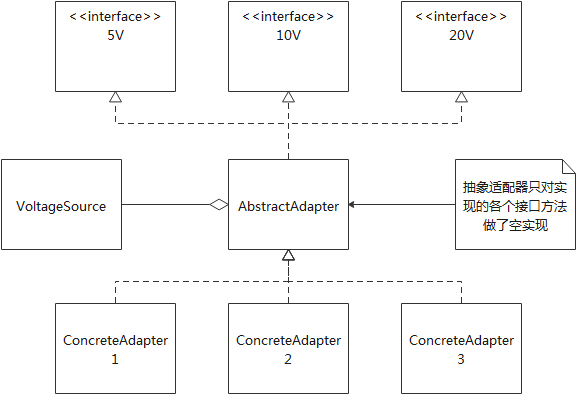 <<interface>>
5V
<<interface>>
10V
<<interface>>
20V
VoltageSource
AbstractAdapter
抽象适配器只对实
现的各个接口方法
做了空实现
ConcreteAdapter
1
ConcreteAdapter
2
ConcreteAdapter
3